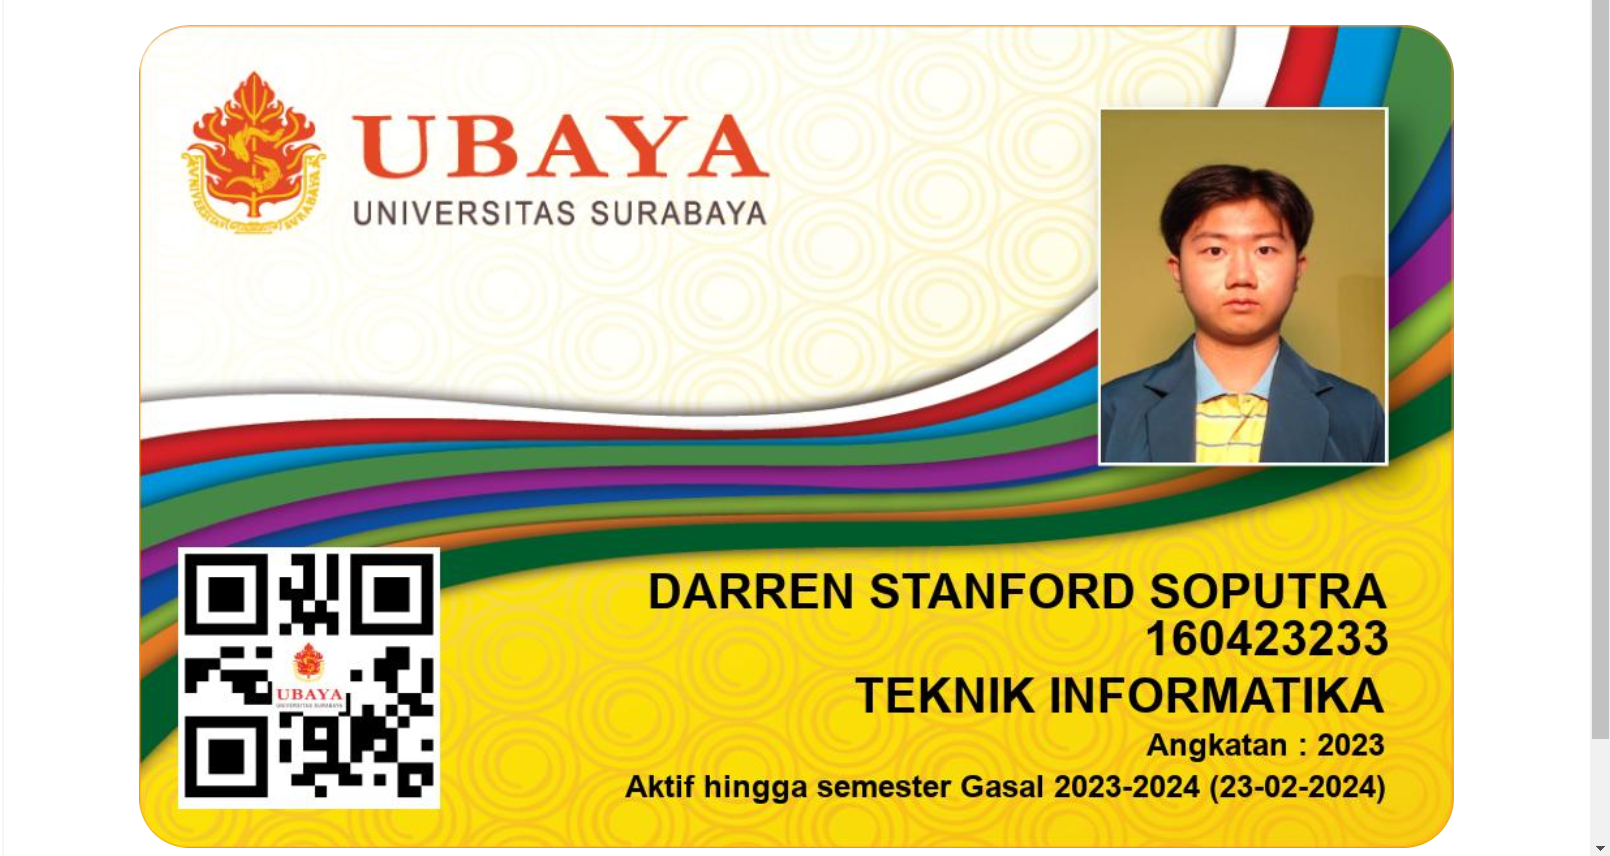 UBAYA
UNIVERSITAS SURABAYA
UNIVERSITAS SURABAYA
DARREN STANFORD SOPUTRA
160423233
TEKNIK INFORMATIKA
Angkatan : 2023
Aktif hingga semester Gasal 2023-2024 (23-02-2024)
UBAYA
UNIVERSITAS SURABAYA